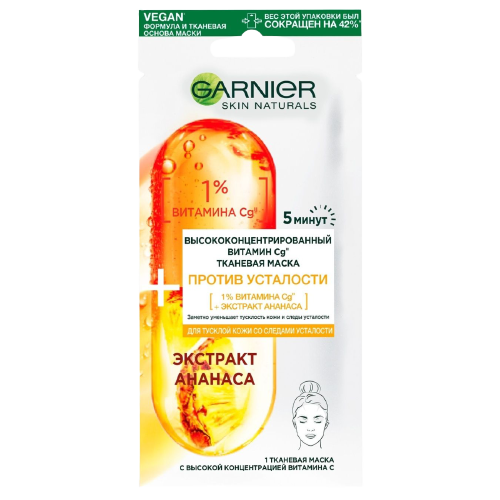 VEGAN*
ФОРМУЛА И ТКАНЕВАЯ
ОСНОВА МАСКИ
ВЕС ЭТОЙ УПАКОВКИ БЫЛ
СОКРАЩЕН НА 42%*
GARNIER
SKIN NATURALS
1%
ВИТАМИНА Cg**
5 минут
ВЫСОКОКОНЦЕНТРИРОВАННЫЙ
ВИТАМИН Cg**
ТКАНЕВАЯ МАСКА
ПРОТИВ УСТАЛОСТИ
[ 1% ВИТАМИНА Cg**
+ ЭКСТРАКТ АНАНАСА ]
Заметно уменьшает тусклость кожи и следы усталости
ДЛЯ ТУСКЛОЙ КОЖИ СО СЛЕДАМИ УСТАЛОСТИ
+
ЭКСТРАКТ
АНАНАСА
1 ТКАНЕВАЯ МАСКА
С ВЫСОКОЙ КОНЦЕНТРАЦИЕЙ ВИТАМИНА С